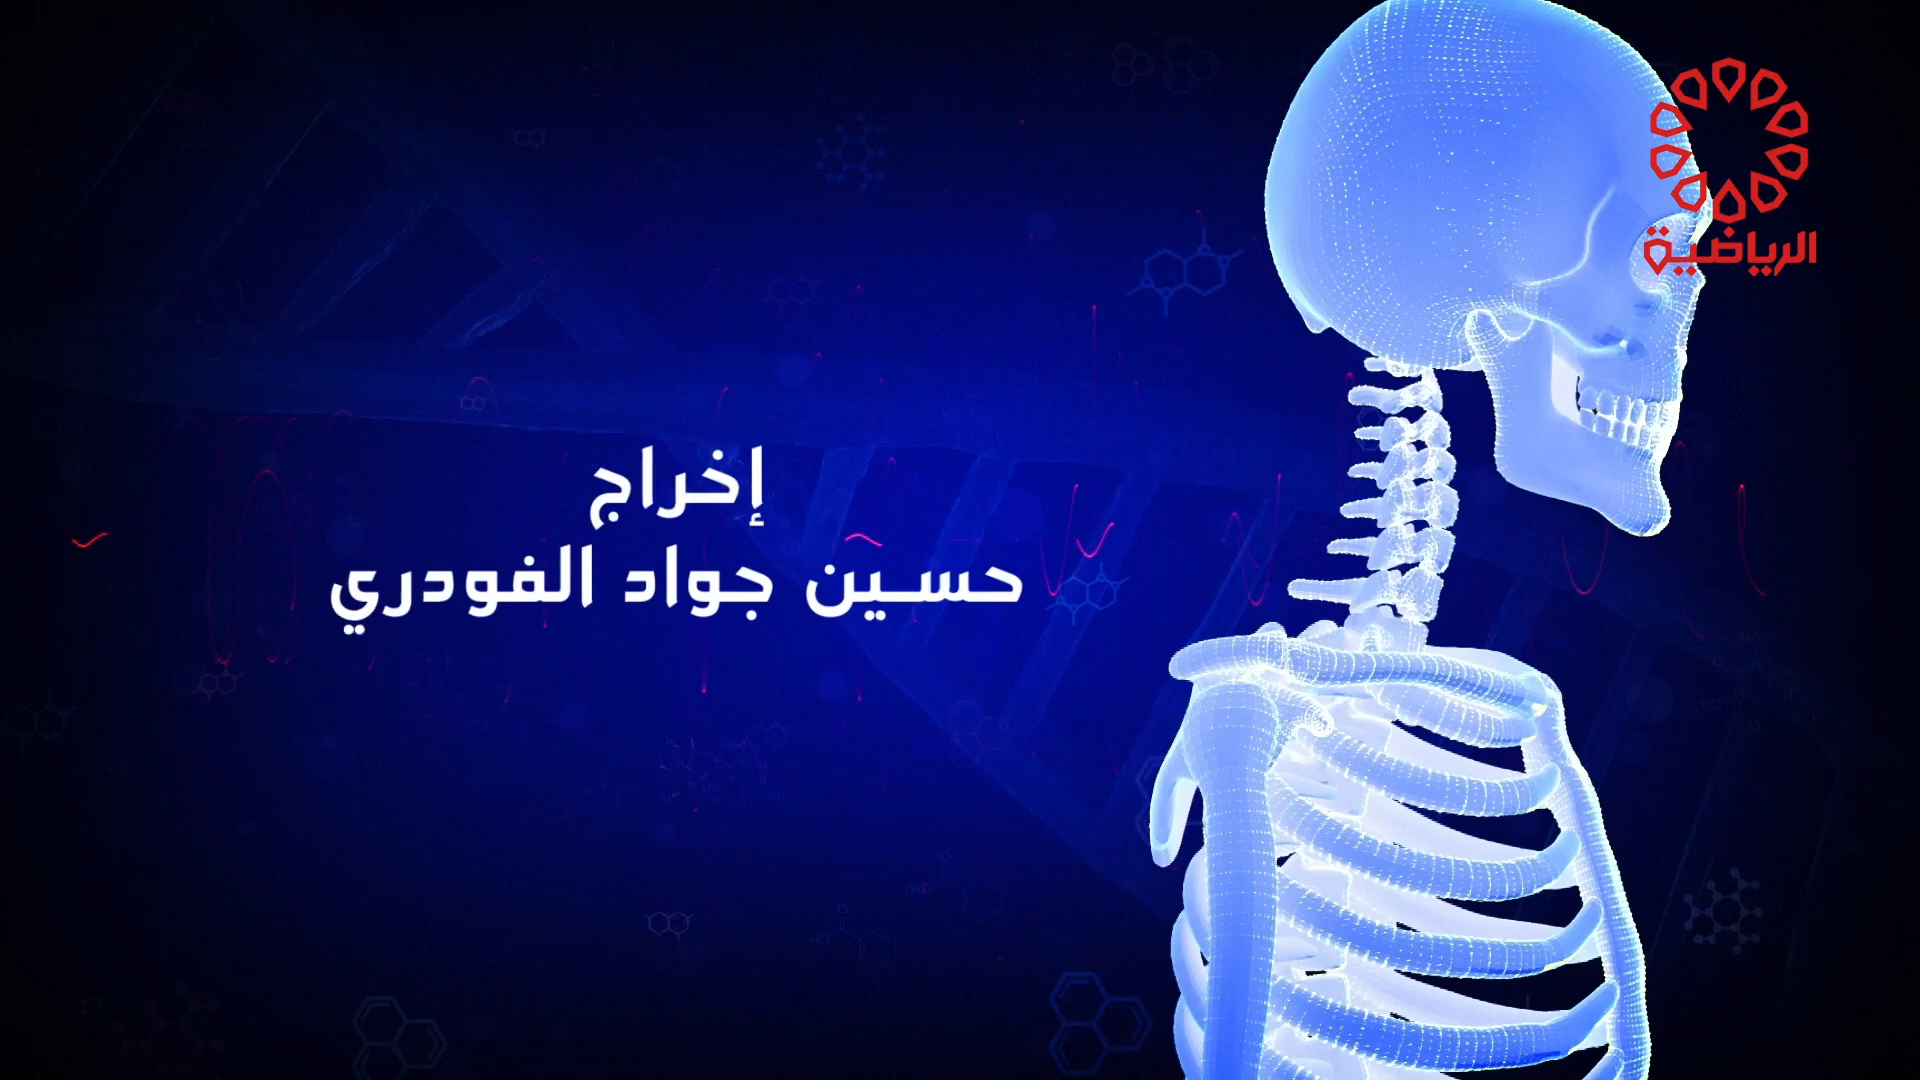 الرياضية
إخراج
حسين جواد الفودري